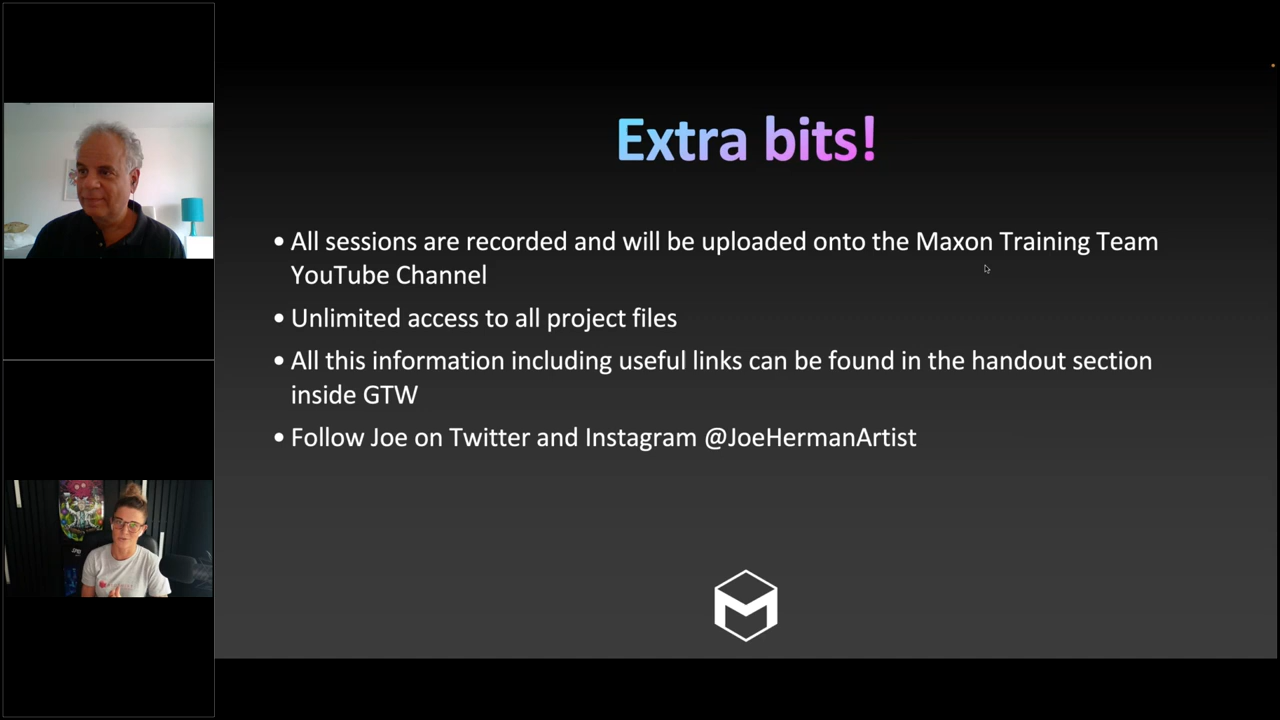 Extra bits!
• All sessions are recorded and will be uploaded onto the Maxon Training Team
YouTube Channel
• Unlimited access to all project files
• All this information including useful links can be found in the handout section
inside GTW
• Follow Joe on Twitter and Instagram @JoeHermanArtist